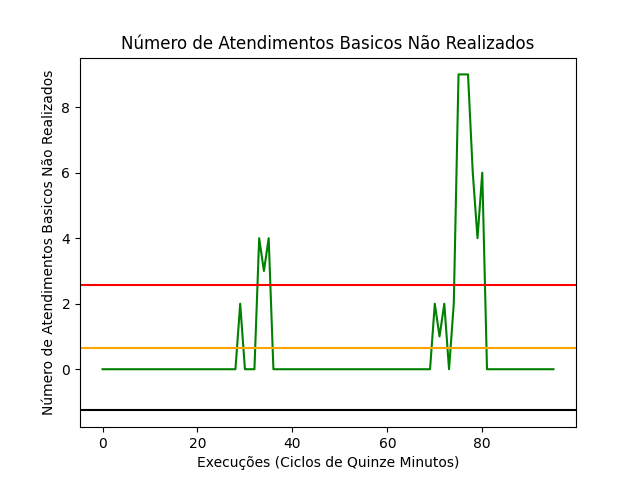 Número de Atendimentos Basicos Não Realizados
Número de Atendimentos Basicos Não Realizados
8
6
4
2
0
0 20 40 60 80
Execuções (Ciclos de Quinze Minutos)